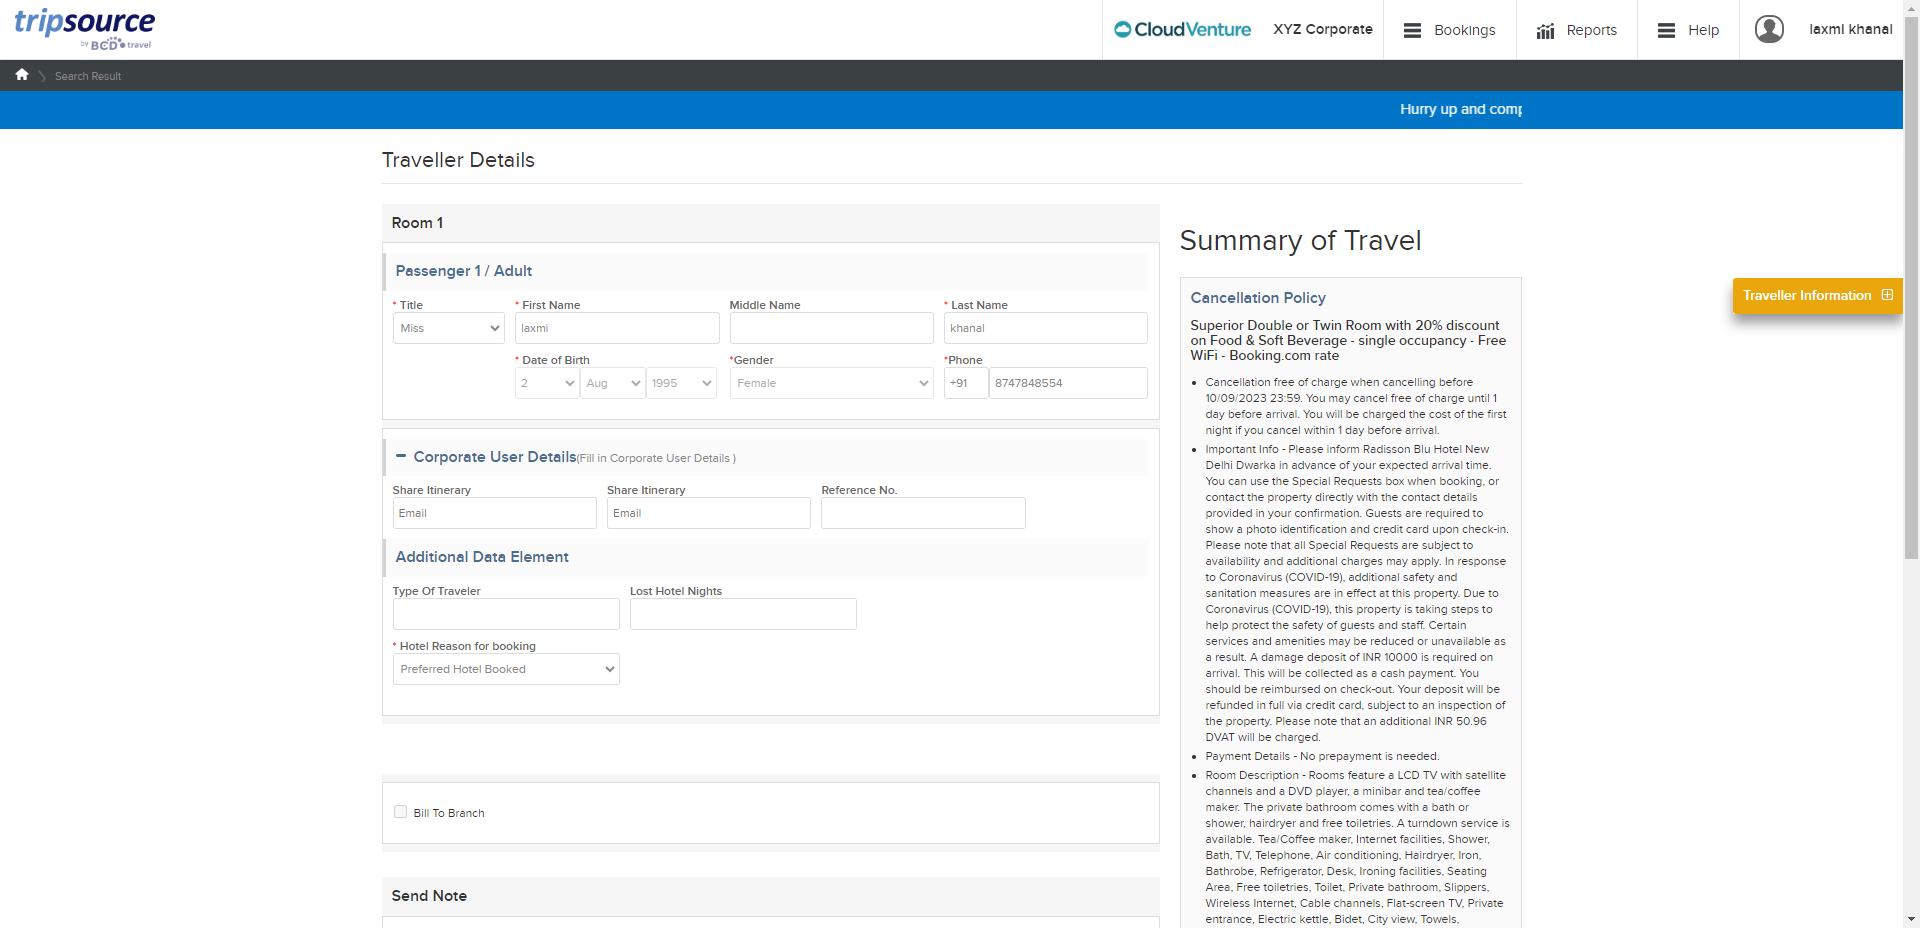 tripsource
by BCD travel
CloudVenture
XYZ Corporate
Bookings
Reports
Help
laxmi khanal
Search Result
Hurry up and comp
Traveller Details
Room 1
Passenger 1 / Adult
* Title
* First Name
Middle Name
* Last Name
Miss
laxmi
khanal
* Date of Birth
*Gender
*Phone
2
Aug
1995
Female
+91
8747848554
Corporate User Details(Fill in Corporate User Details )
Share Itinerary
Share Itinerary
Reference No.
Email
Email
Additional Data Element
Type Of Traveler
Lost Hotel Nights
* Hotel Reason for booking
Preferred Hotel Booked
Bill To Branch
Send Note
Summary of Travel
Cancellation Policy
Superior Double or Twin Room with 20% discount
on Food & Soft Beverage - single occupancy - Free
WiFi - Booking.com rate
• Cancellation free of charge when cancelling before
10/09/2023 23:59. You may cancel free of charge until 1
day before arrival. You will be charged the cost of the first
night if you cancel within 1 day before arrival.
• Important Info - Please inform Radisson Blu Hotel New
Delhi Dwarka in advance of your expected arrival time.
You can use the Special Requests box when booking, or
contact the property directly with the contact details
provided in your confirmation. Guests are required to
show a photo identification and credit card upon check-in.
Please note that all Special Requests are subject to
availability and additional charges may apply. In response
to Coronavirus (COVID-19), additional safety and
sanitation measures are in effect at this property. Due to
Coronavirus (COVID-19), this property is taking steps to
help protect the safety of guests and staff. Certain
services and amenities may be reduced or unavailable as
a result. A damage deposit of INR 10000 is required on
arrival. This will be collected as a cash payment. You
should be reimbursed on check-out. Your deposit will be
refunded in full via credit card, subject to an inspection of
the property. Please note that an additional INR 50.96
DVAT will be charged.
• Payment Details - No prepayment is needed.
• Room Description - Rooms feature a LCD TV with satellite
channels and a DVD player, a minibar and tea/coffee
maker. The private bathroom comes with a bath or
shower, hairdryer and free toiletries. A turndown service is
available. Tea/Coffee maker, Internet facilities, Shower,
Bath, TV, Telephone, Air conditioning, Hairdryer, Iron,
Bathrobe, Refrigerator, Desk, Ironing facilities, Seating
Area, Free toiletries, Toilet, Private bathroom, Slippers,
Wireless Internet, Cable channels, Flat-screen TV, Private
entrance, Electric kettle, Bidet, City view, Towels,
Traveller Information